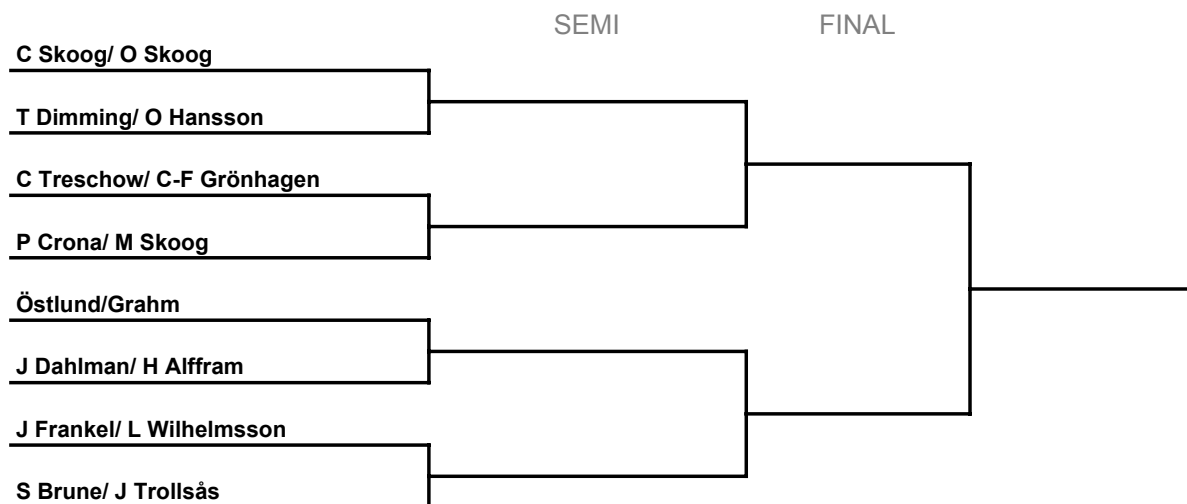 SEMI FINAL
C Skoog/ O Skoog
T Dimming/ O Hansson
C Treschow/ C-F Grönhagen
P Crona/ M Skoog
Östlund/Grahm
J Dahlman/ H Alffram
J Frankel/ L Wilhelmsson
S Brune/ J Trollsås